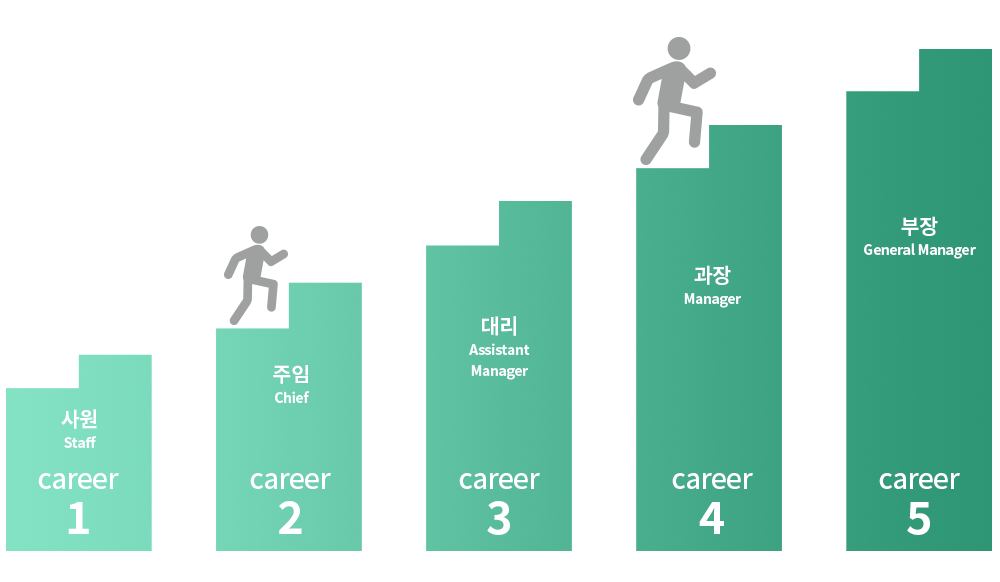 사원
Staff
career
1
주임
Chief
career
2
대리
Assistant
Manager
career
3
과장
Manager
career
4
부장
General Manager
career
5